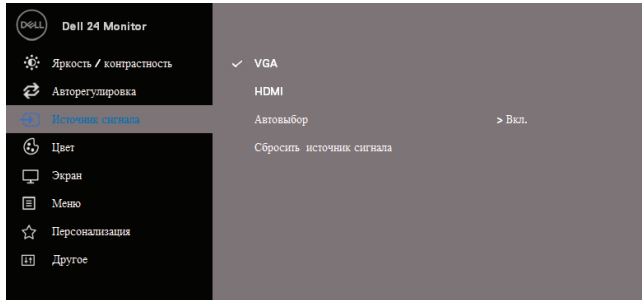 DELL Dell 24 Monitor
Яркость / контрастность
Авторегулировка
Источник сигнала
Цвет
Экран
Меню
Персонализация
Другое
VGA
HDMI
Автовыбор > Вкл.
Сбросить источник сигнала